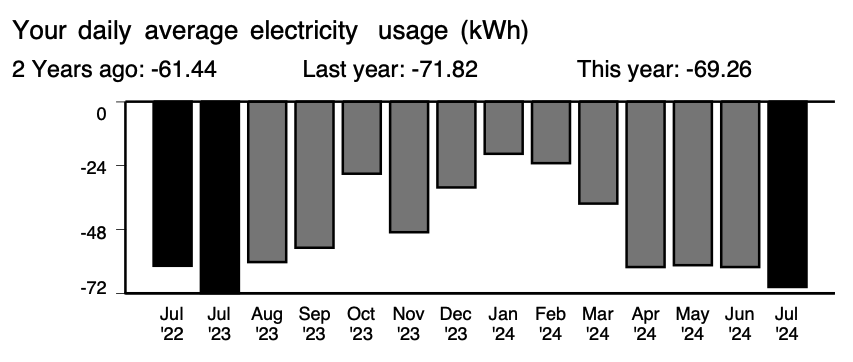 Your daily average electricity usage (kWh)
2 Years ago: -61.44 Last year: -71.82 This year: -69.26
0
-24
-48
-72
Jul Jul Aug Sep Oct Nov Dec Jan Feb Mar Apr May Jun Jul
'22 '23 '23 '23 '23 '23 '23 '24 '24 '24 '24 '24 '24 '24